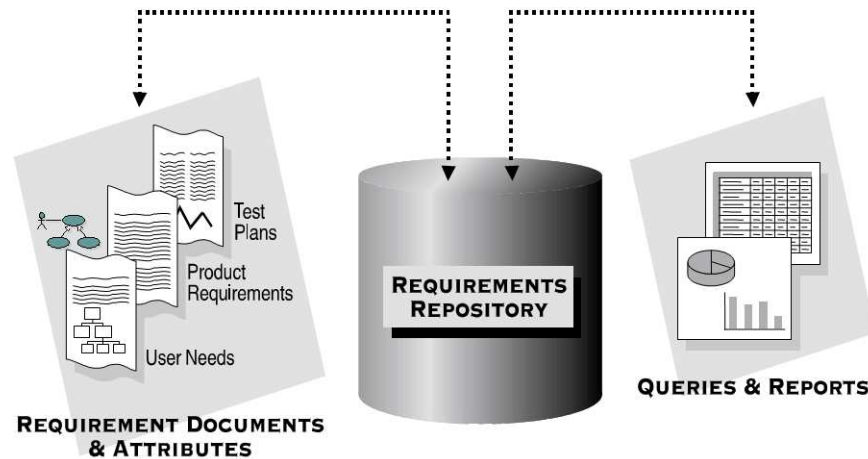 Test
Plans
Product
Requirements
User Needs
REQUIREMENT DOCUMENTS
& ATTRIBUTES
REQUIREMENTS
REPOSITORY
QUERIES & REPORTS